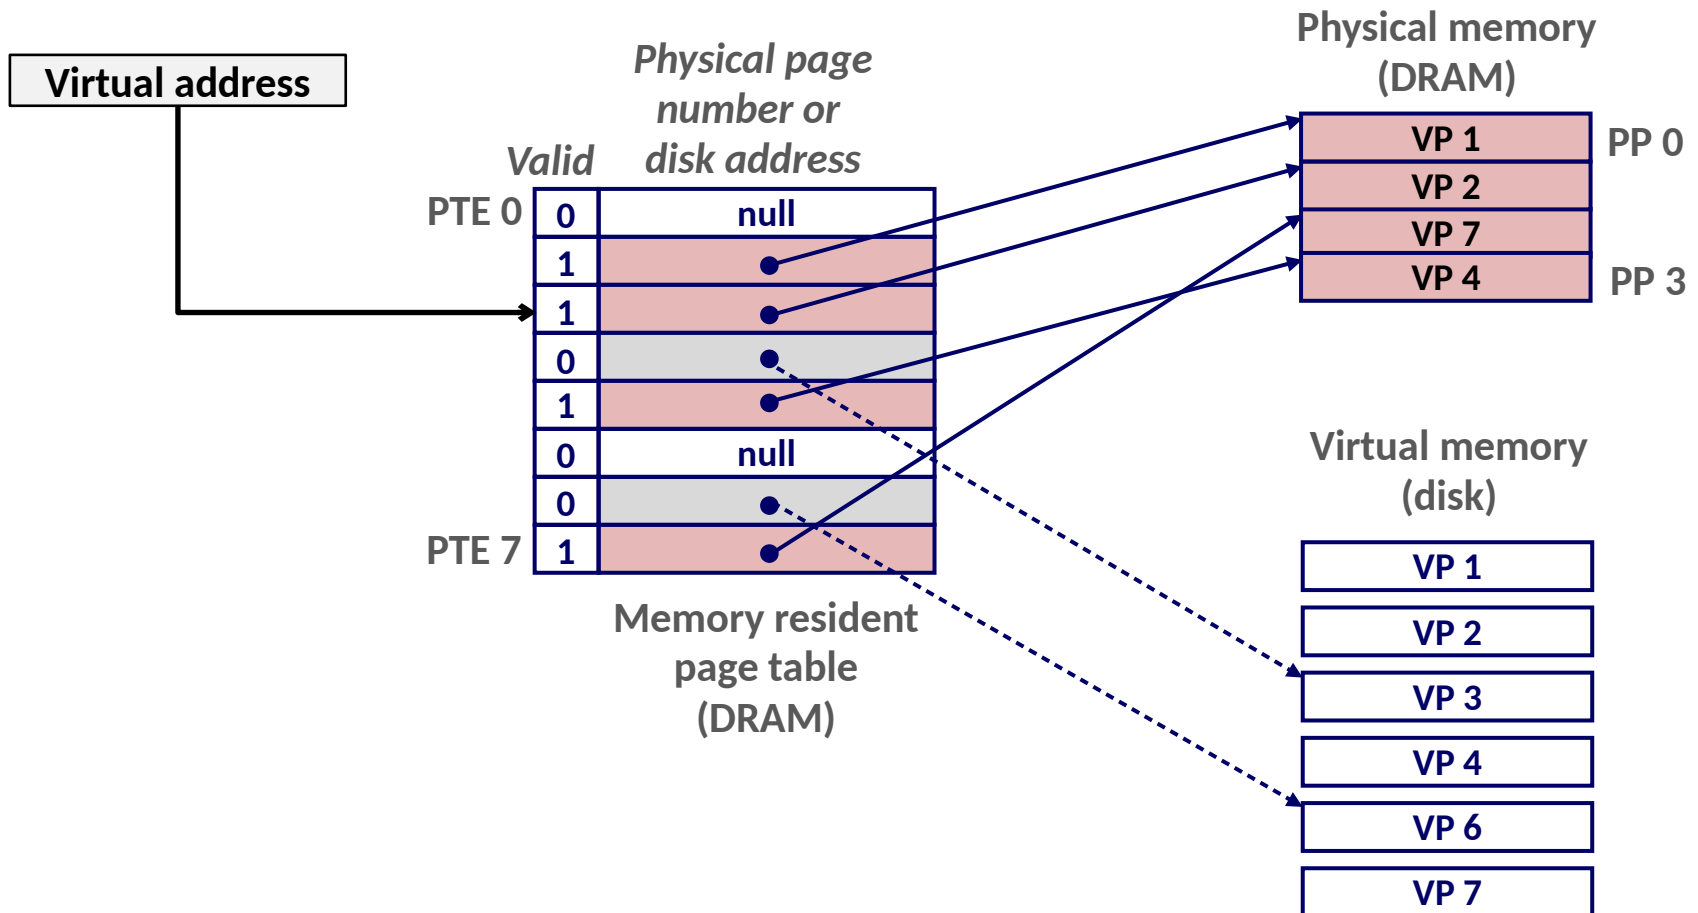 Virtual address
Physical page
number or
disk address
Valid
PTE 0
0
null
1
1
0
1
0
null
0
PTE 7
1
Memory resident
page table
(DRAM)
Physical memory
(DRAM)
VP 1
PP 0
VP 2
VP 7
VP 4
PP 3
Virtual memory
(disk)
VP 1
VP 2
VP 3
VP 4
VP 6
VP 7